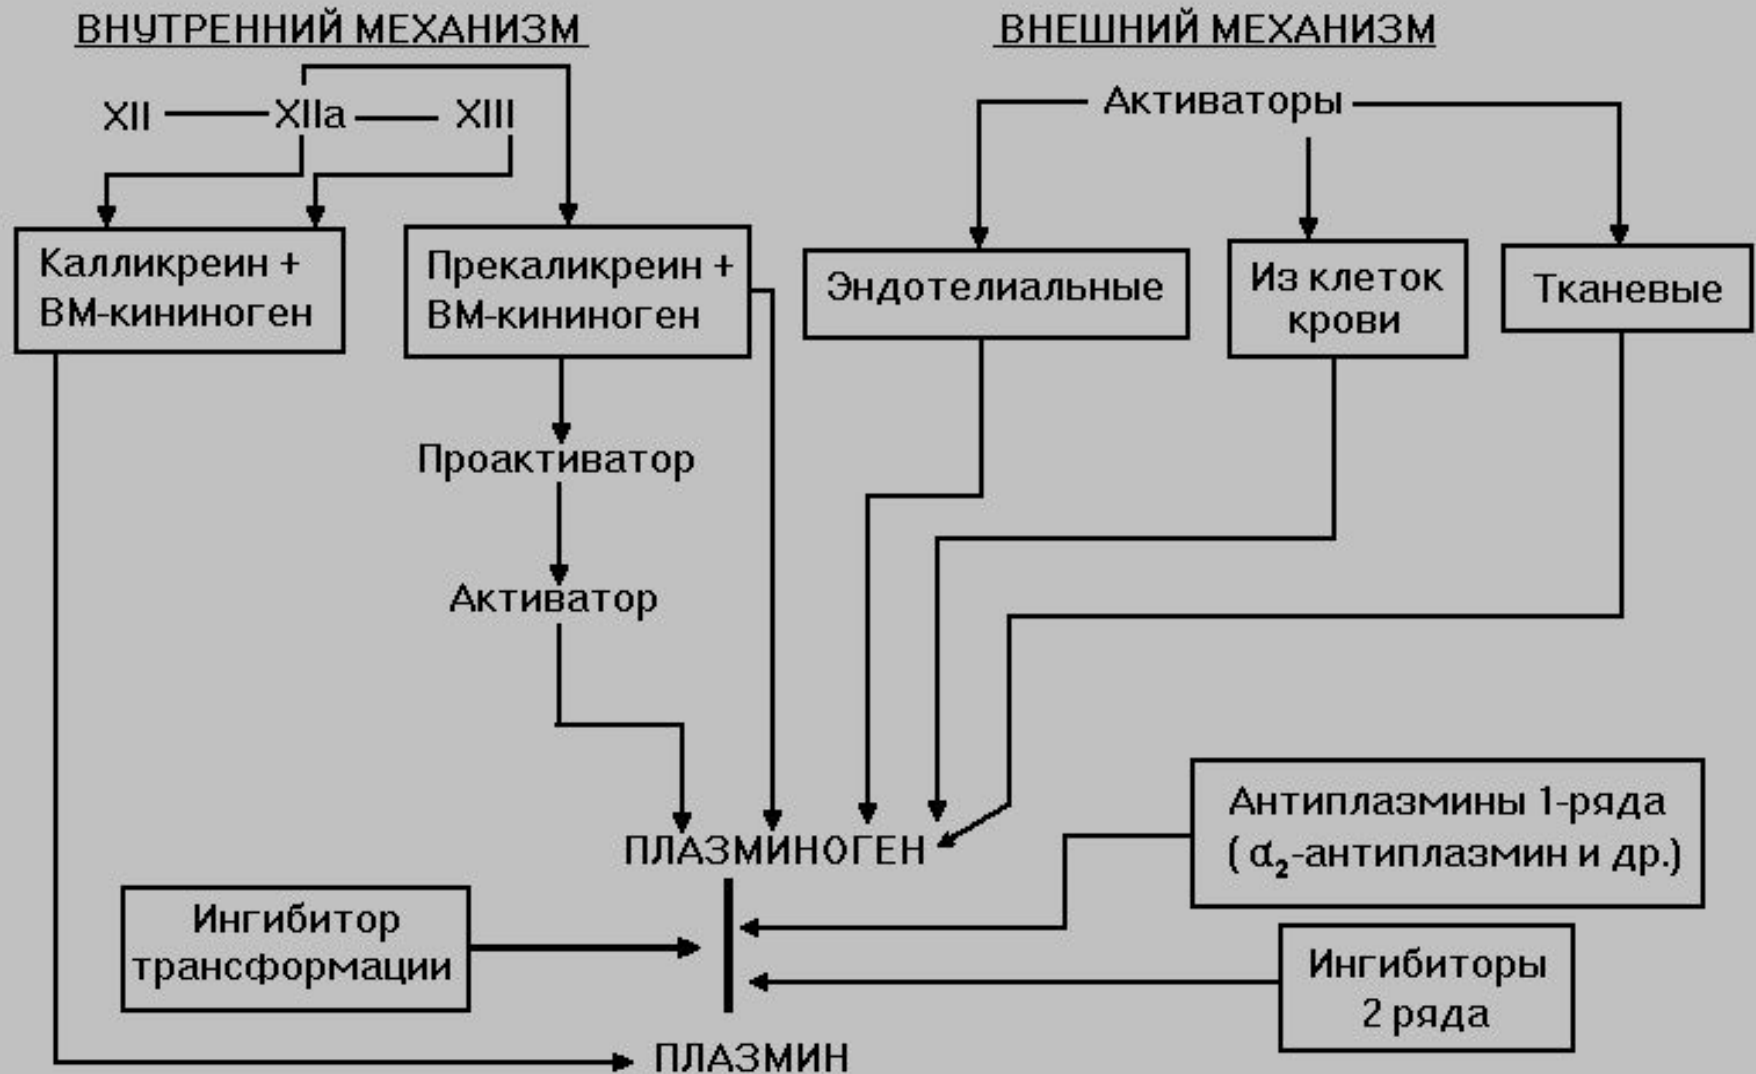 ВНУТРЕННИЙ МЕХАНИЗМ
ВНЕШНИЙ МЕХАНИЗМ
XII
XIIa
XIII
Активаторы
Калликреин +
ВМ-кининоген
Прекаликреин +
ВМ-кининоген
Эндотелиальные
Из клеток
крови
Тканевые
Проактиватор
Активатор
ПЛАЗМИНОГЕН
Антиплазмины 1-ряда
( α₂-антиплазмин и др.)
Ингибитор
трансформации
Ингибиторы
2 ряда
ПЛАЗМИН